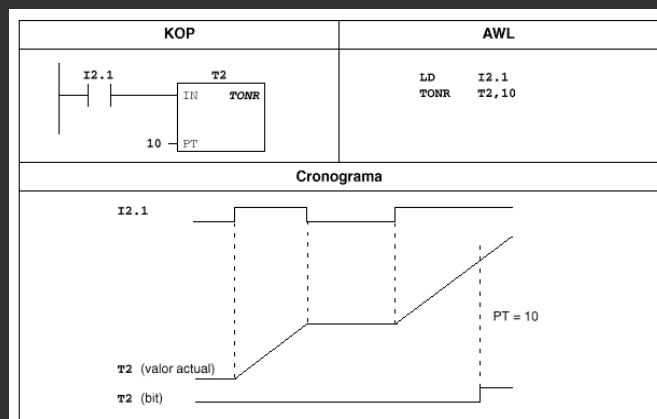 KOP
AWL
I2.1
T2
IN TONR
10 PT
LD I2.1
TONR T2,10
Cronograma
I2.1
PT = 10
T2 (valor actual)
T2 (bit)